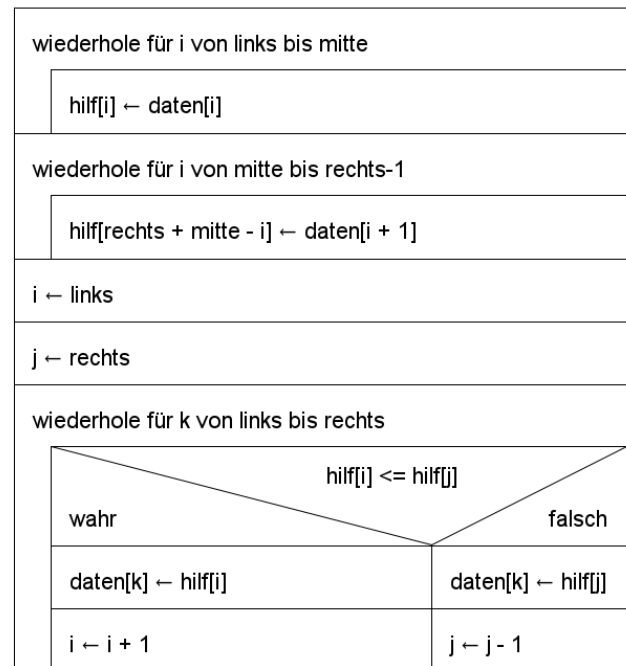 wiederhole für i von links bis mitte
hilf[i] ← daten[i]
wiederhole für i von mitte bis rechts-1
hilf[rechts + mitte - i] ← daten[i + 1]
i ← links
j ← rechts
wiederhole für k von links bis rechts
hilf[i] <= hilf[j]
wahr falsch
daten[k] ← hilf[i] daten[k] ← hilf[j]
i ← i + 1 j ← j - 1